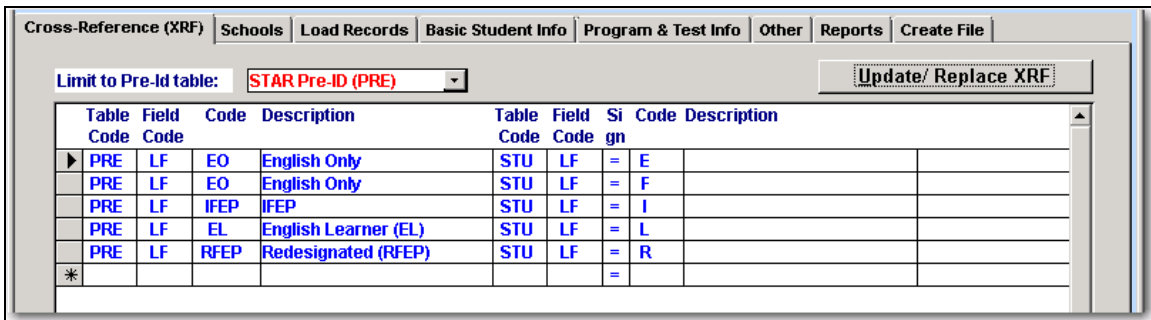 Cross-Reference (XRF) Schools Load Records Basic Student Info Program & Test Info Other Reports Create File
Limit to Pre-Id table: STAR Pre-ID (PRE) Update/ Replace XRF
Table Field Code Description Table Field Si Code Description
Code Code Code Code gn
PRE LF EO English Only STU LF = E
PRE LF EO English Only STU LF = F
PRE LF IFEP IFEP STU LF = I
PRE LF EL English Learner (EL) STU LF = L
PRE LF RFEP Redesignated (RFEP) STU LF = R
* =